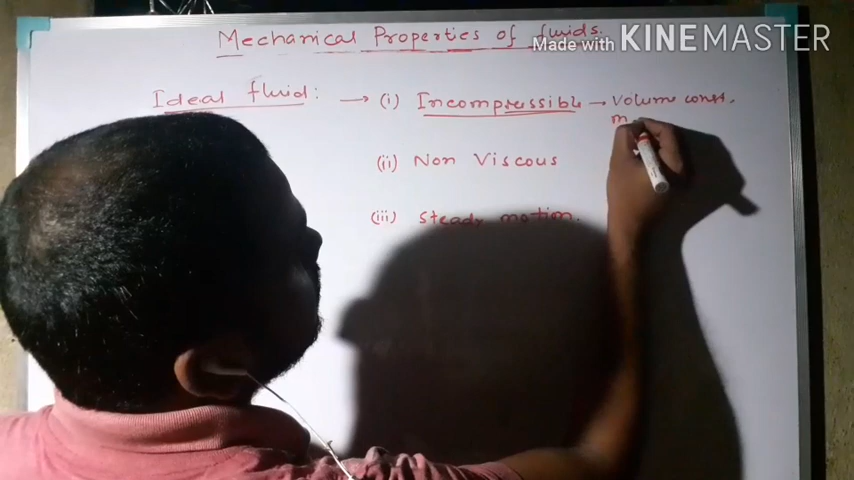 Mechanical Properties of fluids.
Made with KINEMASTER
Ideal fluid : → (i) Incompressible → Volume const.
m
(ii) Non Viscous
(iii) Steady motion.